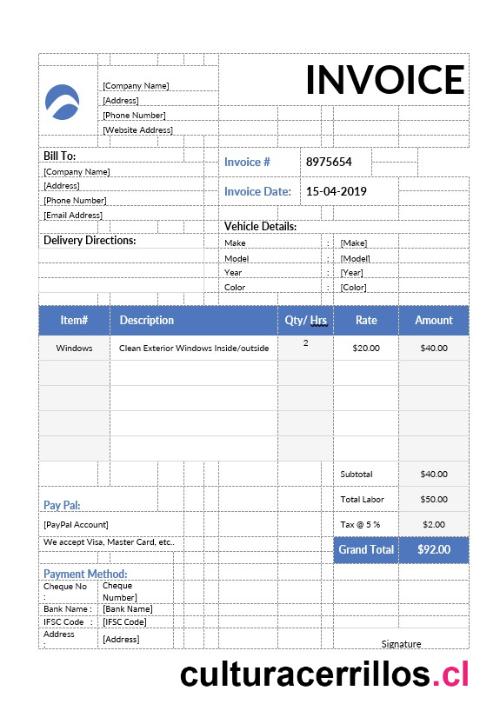 INVOICE
[Company Name]
[Address]
[Phone Number]
[Website Address]
Bill To:
[Company Name]
[Address]
[Phone Number]
[Email Address]
Invoice # 8975654
Invoice Date: 15-04-2019
Delivery Directions:
Vehicle Details:
Make : [Make]
Model : [Model]
Year : [Year]
Color : [Color]
Item# Description Qty/ Hrs Rate Amount
Windows Clean Exterior Windows Inside/outside 2 $20.00 $40.00
Subtotal $40.00
Total Labor $50.00
Tax @ 5 % $2.00
Grand Total $92.00
Pay Pal:
[PayPal Account]
We accept Visa, Master Card, etc..
Payment Method:
Cheque No : Cheque Number]
Bank Name : [Bank Name]
IFSC Code : [IFSC Code]
Address : [Address]
Signature
culturacerrillos.cl